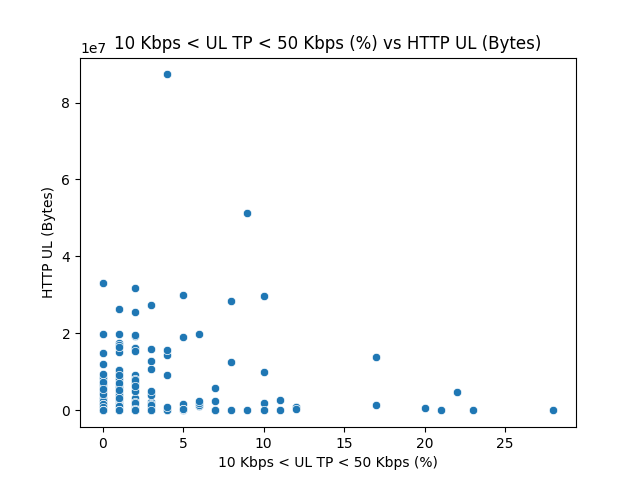 10 Kbps < UL TP < 50 Kbps (%) vs HTTP UL (Bytes)
1e7
8
6
4
2
0
HTTP UL (Bytes)
0 5 10 15 20 25
10 Kbps < UL TP < 50 Kbps (%)